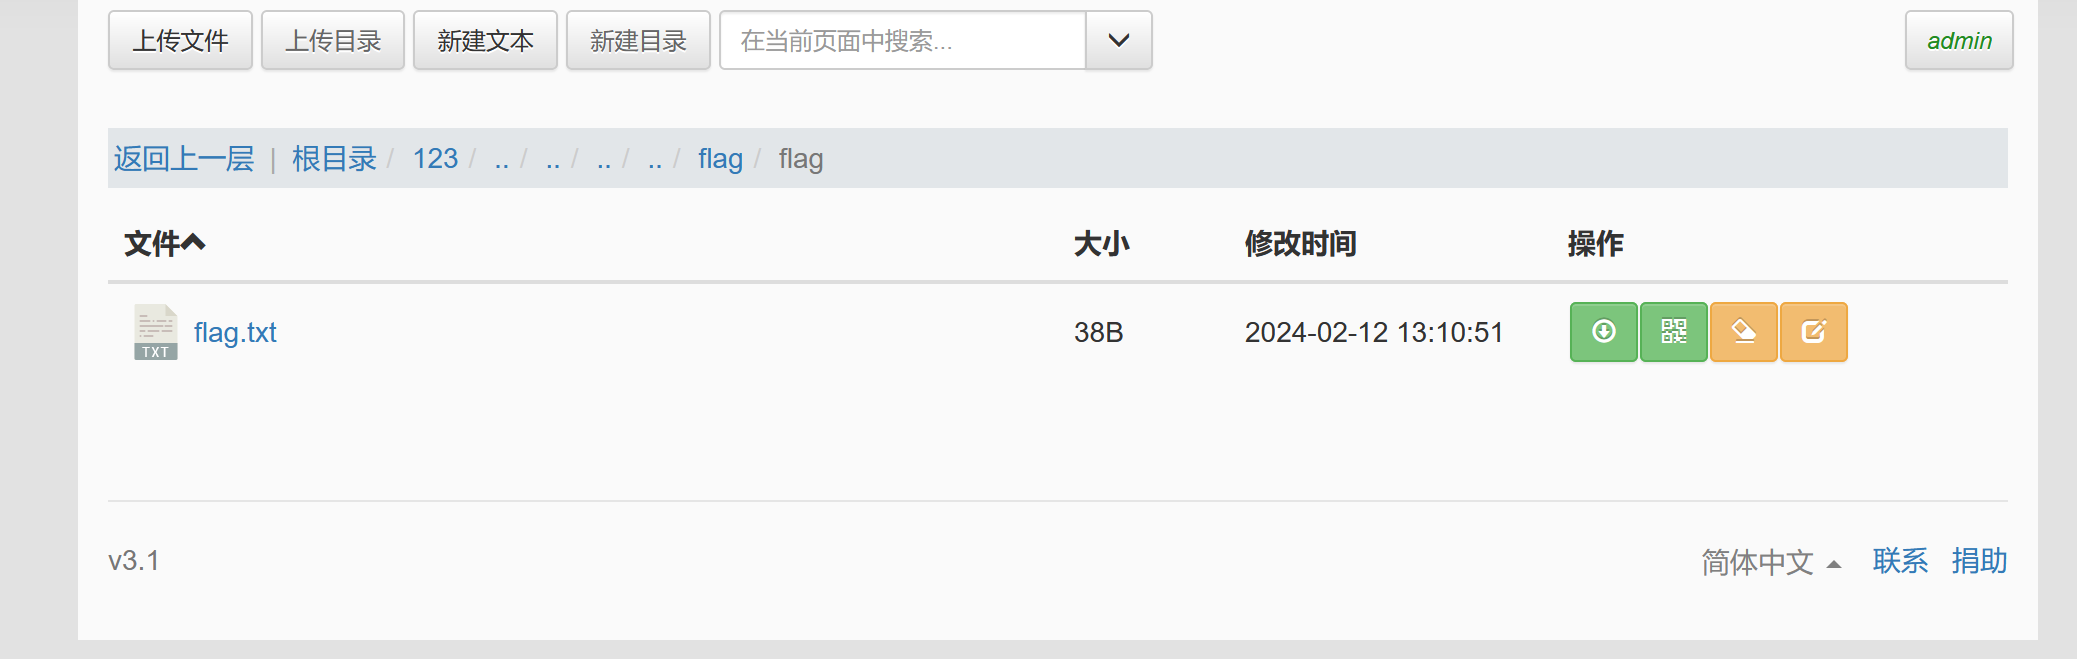 上传文件 上传目录 新建文本 新建目录 在当前页面中搜索... admin
返回上一层 | 根目录 / 123 / .. / .. / .. / .. / flag / flag
文件 大小 修改时间 操作
TXT flag.txt 38B 2024-02-12 13:10:51
v3.1 简体中文 联系 捐助